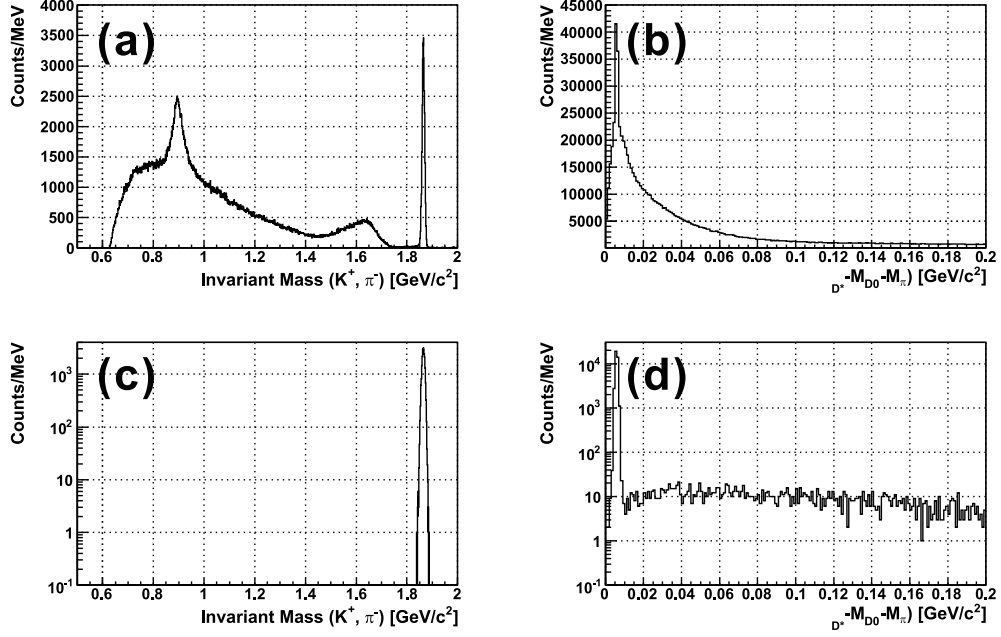 (a)
Counts/MeV
4000
3500
3000
2500
2000
1500
1000
500
0
0.6 0.8 1 1.2 1.4 1.6 1.8 2
Invariant Mass (K⁺, π⁻) [GeV/c²]
(b)
Counts/MeV
45000
40000
35000
30000
25000
20000
15000
10000
5000
0 0.02 0.04 0.06 0.08 0.1 0.12 0.14 0.16 0.18 0.2
D*-M_D0-M_π) [GeV/c²]
(c)
Counts/MeV
10³
10²
10
1
10⁻¹
0.6 0.8 1 1.2 1.4 1.6 1.8 2
Invariant Mass (K⁺, π⁻) [GeV/c²]
(d)
Counts/MeV
10⁴
10³
10²
10
1
10⁻¹
0 0.02 0.04 0.06 0.08 0.1 0.12 0.14 0.16 0.18 0.2
D*-M_D0-M_π) [GeV/c²]